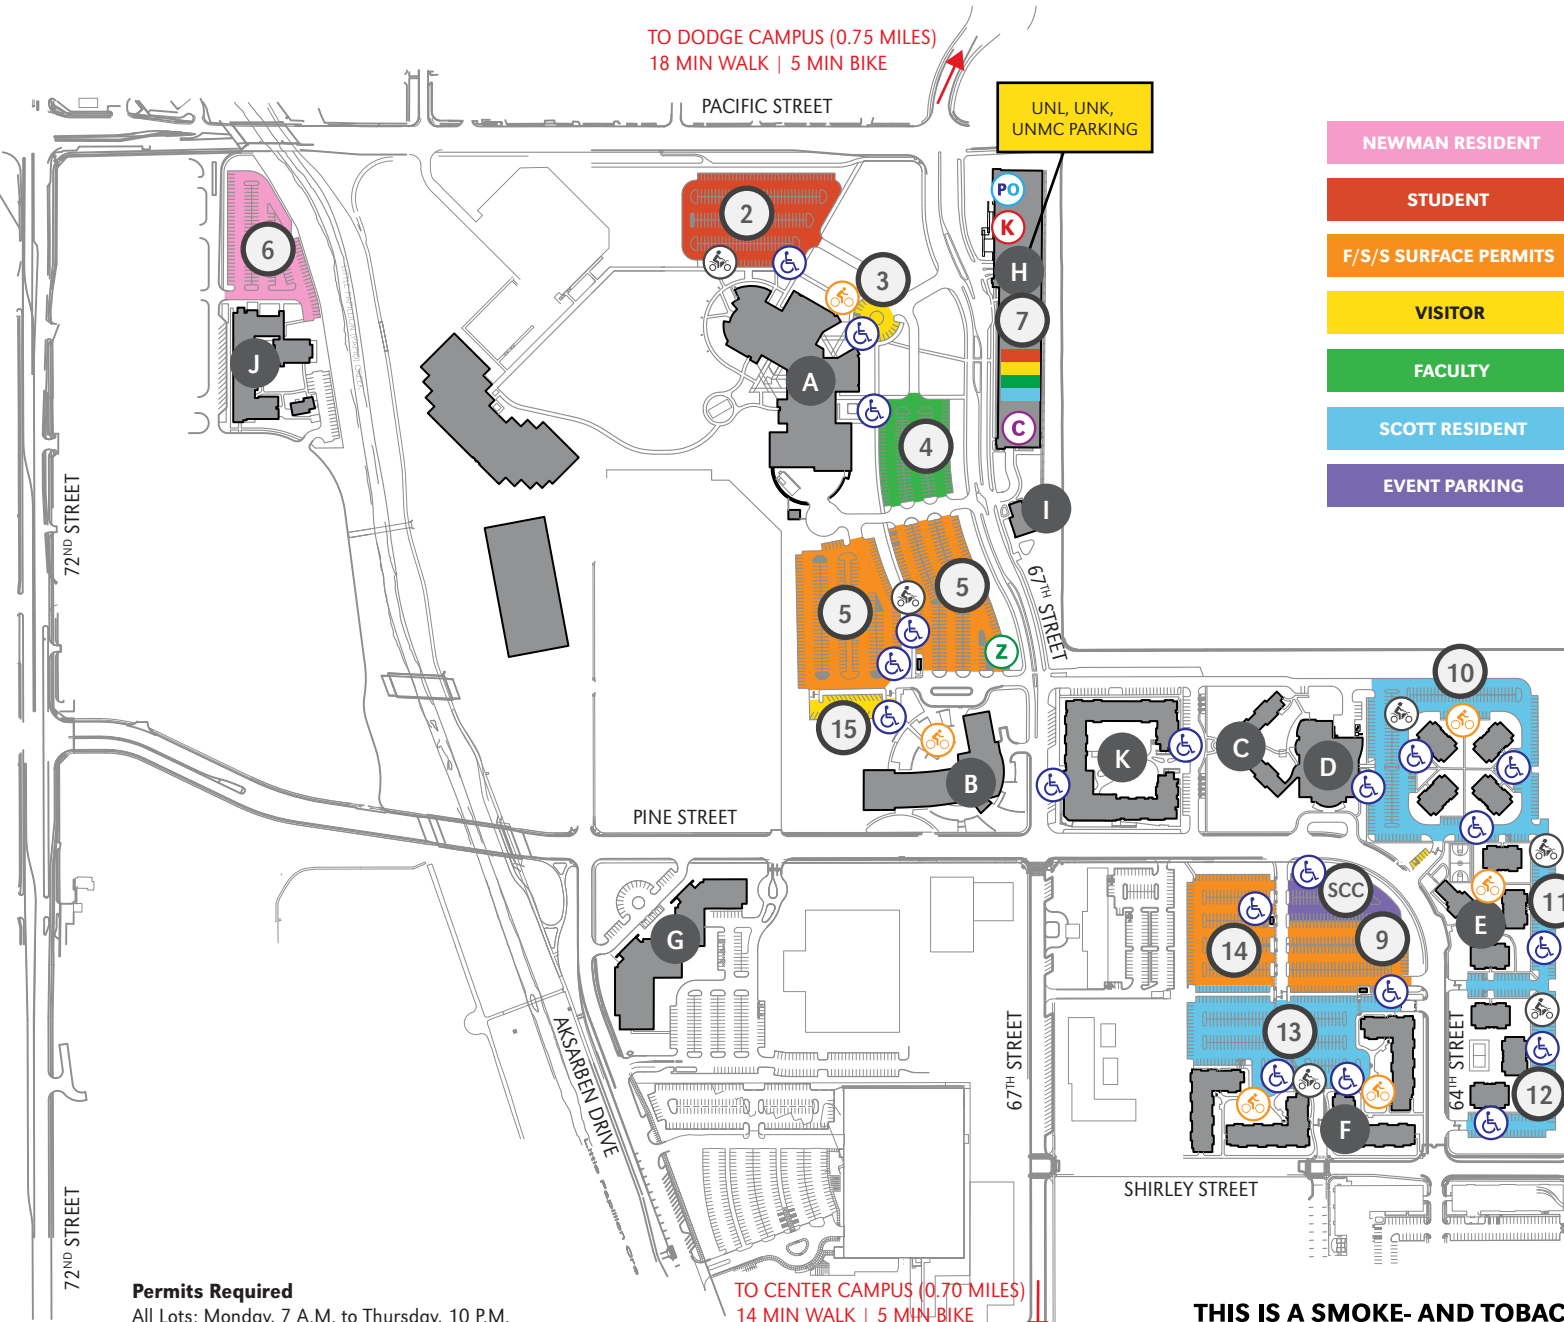 TO DODGE CAMPUS (0.75 MILES)
18 MIN WALK | 5 MIN BIKE
PACIFIC STREET
UNL, UNK,
UNMC PARKING
NEWMAN RESIDENT
STUDENT
F/S/S SURFACE PERMITS
VISITOR
FACULTY
SCOTT RESIDENT
EVENT PARKING
PO
K
H
7
C
I
2
3
6
J
A
4
72ND STREET
5
5
Z
67TH STREET
10
15
B
K
C
D
PINE STREET
SCC
11
E
9
14
G
13
12
F
AKSARBEN DRIVE
67TH STREET
64TH STREET
SHIRLEY STREET
72ND STREET
Little Papillion Cre
Permits Required
All Lots: Monday, 7 A.M. to Thursday, 10 P.M.
TO CENTER CAMPUS (0.70 MILES)
14 MIN WALK | 5 MIN BIKE
THIS IS A SMOKE- AND TOBAC